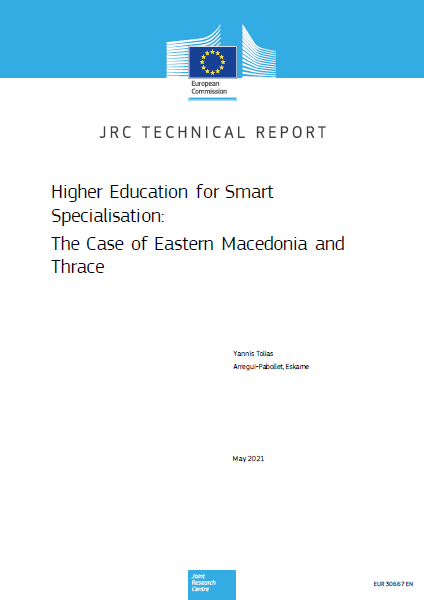 European
Commission
JRC TECHNICAL REPORT
Higher Education for Smart
Specialisation:
The Case of Eastern Macedonia and
Thrace
Yannis Tolias
Arregui-Pabollet, Eskarne
May 2021
Joint
Research
Centre
EUR 30667 EN